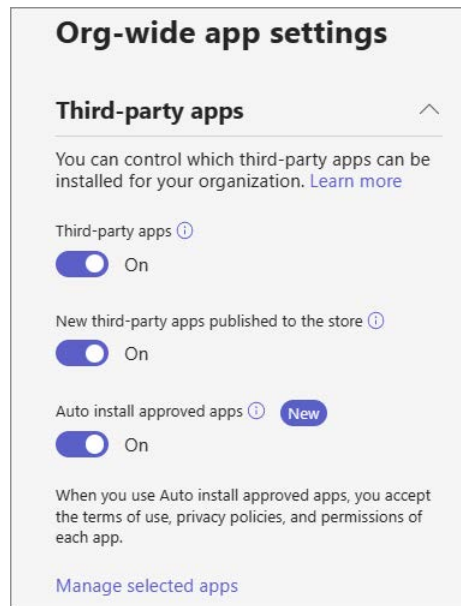 Org-wide app settings
Third-party apps
You can control which third-party apps can be
installed for your organization. Learn more
Third-party apps
On
New third-party apps published to the store
On
Auto install approved apps New
On
When you use Auto install approved apps, you accept
the terms of use, privacy policies, and permissions of
each app.
Manage selected apps